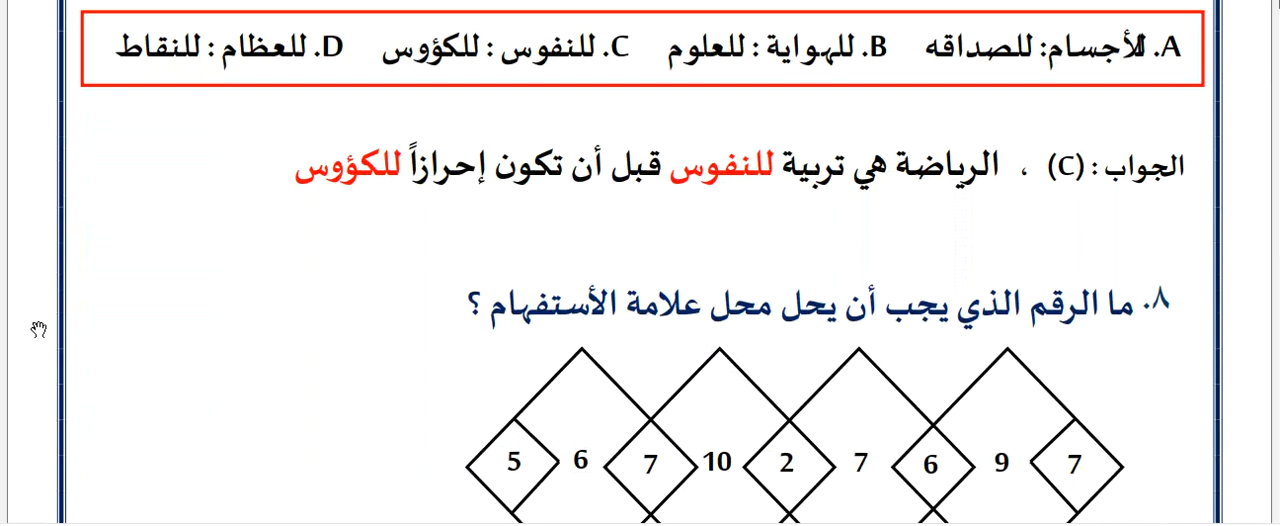 A. للأجسام: للصداقه B. للهواية : للعلوم C. للنفوس : للكؤوس D. للعظام : للنقاط
الجواب : (C) ، الرياضة هي تربية للنفوس قبل أن تكون إحرازاً للكؤوس
٨. ما الرقم الذي يجب أن يحل محل علامة الأستفهام ؟
5 6 7 10 2 7 6 9 7